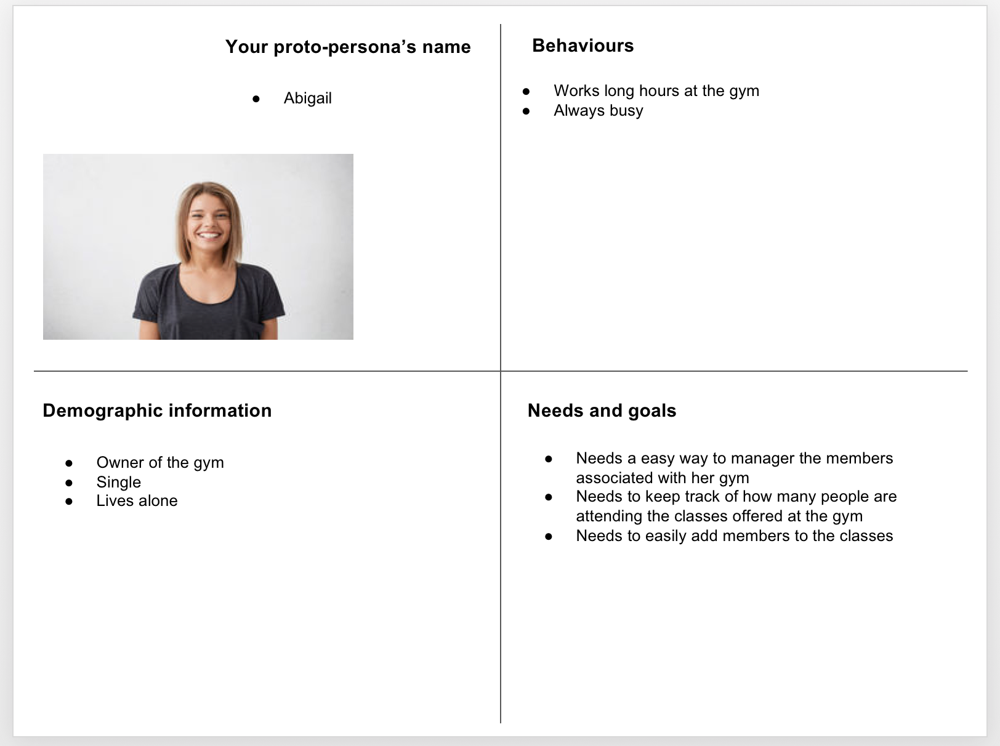 Your proto-persona’s name
● Abigail
Behaviours
● Works long hours at the gym
● Always busy
Demographic information
● Owner of the gym
● Single
● Lives alone
Needs and goals
● Needs a easy way to manager the members
associated with her gym
● Needs to keep track of how many people are
attending the classes offered at the gym
● Needs to easily add members to the classes